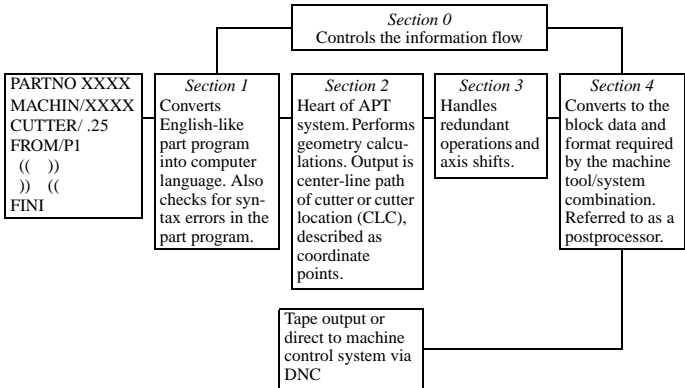 Section 0
Controls the information flow
PARTNO XXXX
MACHIN/XXXX
CUTTER/ .25
FROM/P1
(( ))
)) ((
FINI
Section 1
Converts
English-like
part program
into computer
language. Also
checks for syn-
tax errors in the
part program.
Section 2
Heart of APT
system. Performs
geometry calcu-
lations. Output is
center-line path
of cutter or cutter
location (CLC),
described as
coordinate
points.
Section 3
Handles
redundant
operations and
axis shifts.
Section 4
Converts to the
block data and
format required
by the machine
tool/system
combination.
Referred to as a
postprocessor.
Tape output or
direct to machine
control system via
DNC